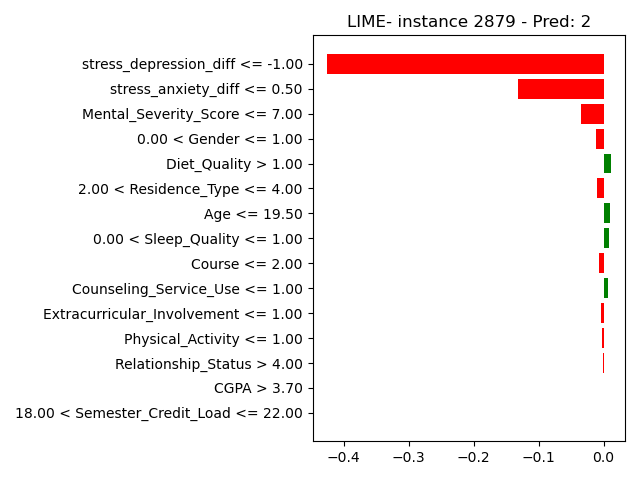 LIME- instance 2879 - Pred: 2
stress_depression_diff <= -1.00
stress_anxiety_diff <= 0.50
Mental_Severity_Score <= 7.00
0.00 < Gender <= 1.00
Diet_Quality > 1.00
2.00 < Residence_Type <= 4.00
Age <= 19.50
0.00 < Sleep_Quality <= 1.00
Course <= 2.00
Counseling_Service_Use <= 1.00
Extracurricular_Involvement <= 1.00
Physical_Activity <= 1.00
Relationship_Status > 4.00
CGPA > 3.70
18.00 < Semester_Credit_Load <= 22.00
−0.4 −0.3 −0.2 −0.1 0.0